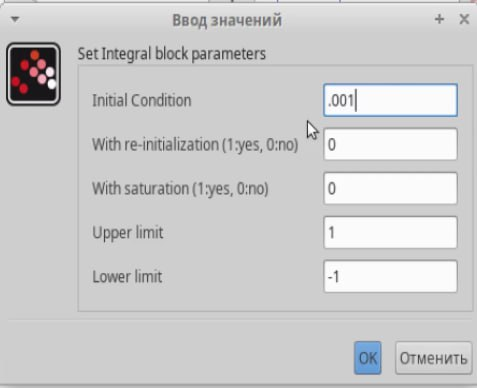 Ввод значений
Set Integral block parameters
Initial Condition .001
With re-initialization (1:yes, 0:no) 0
With saturation (1:yes, 0:no) 0
Upper limit 1
Lower limit -1
OK Отменить